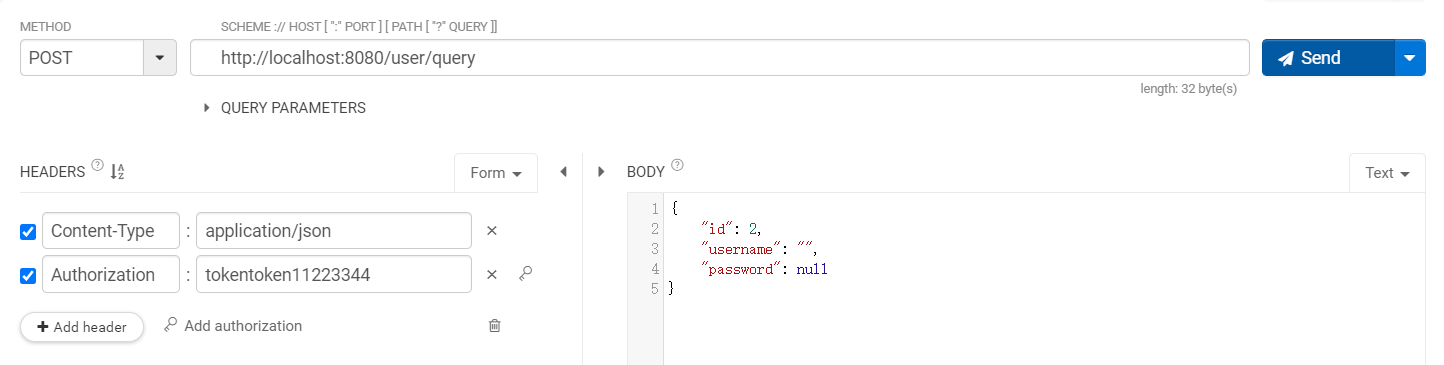 METHOD
SCHEME :// HOST [ ":" PORT ] [ PATH [ "?" QUERY ]]
POST
http://localhost:8080/user/query
Send
length: 32 byte(s)
QUERY PARAMETERS
HEADERS ? A Z
Form
BODY ?
Text
Content-Type : application/json ×
Authorization : tokentoken11223344 ×
+ Add header
Add authorization
1 {
2 "id": 2,
3 "username": "",
4 "password": null
5 }